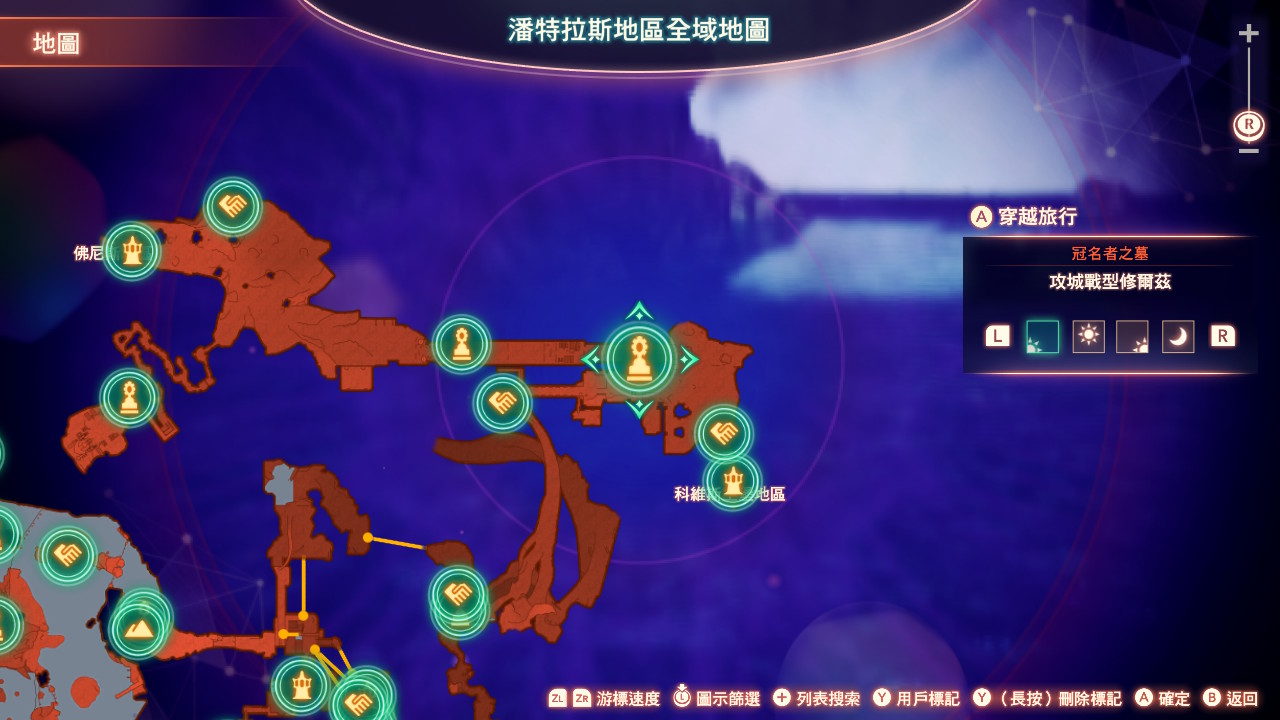 地圖
潘特拉斯地區全域地圖
R
A 穿越旅行
冠名者之墓
攻城戰型修爾茲
L R
佛尼
科維 地區
ZL ZR 游標速度 L 圖示篩選 + 列表搜索 Y 用戶標記 Y（長按）刪除標記 A 確定 B 返回